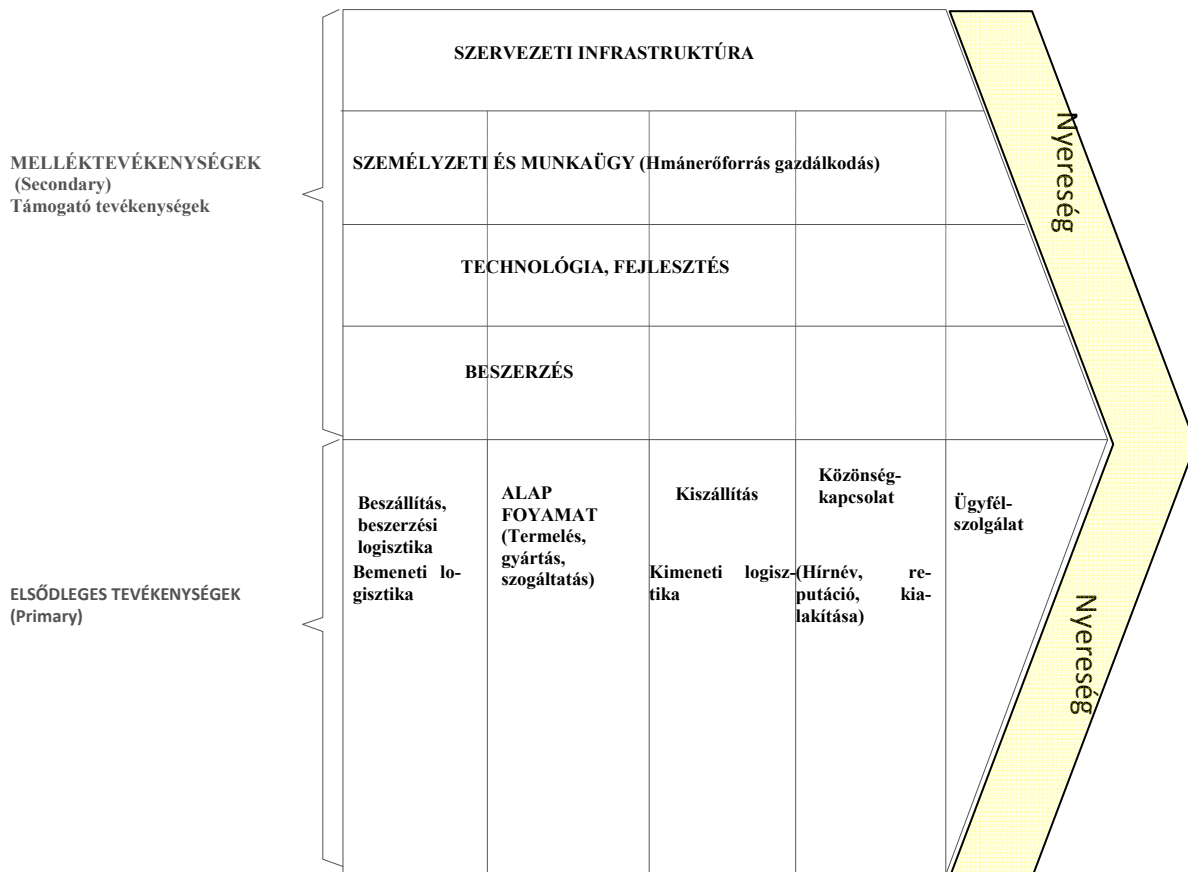 SZERVEZETI INFRASTRUKTÚRA
Nyereség
MELLÉKTEVÉKENYSÉGEK
(Secondary)
Támogató tevékenységek
SZEMÉLYZETI ÉS MUNKAÜGY (Hmánerőforrás gazdálkodás)
TECHNOLÓGIA, FEJLESZTÉS
BESZERZÉS
ELSŐDLEGES TEVÉKENYSÉGEK
(Primary)
Beszállítás,
beszerzési
logisztika
Bemeneti lo-
gisztika
ALAP
FOYAMAT
(Termelés,
gyártás,
szogáltatás)
Kiszállítás
Kimeneti logisz-
tika
Közönség-
kapcsolat
(Hírnév, re-
putáció, kia-
lakítása)
Ügyfél-
szolgálat
Nyereség